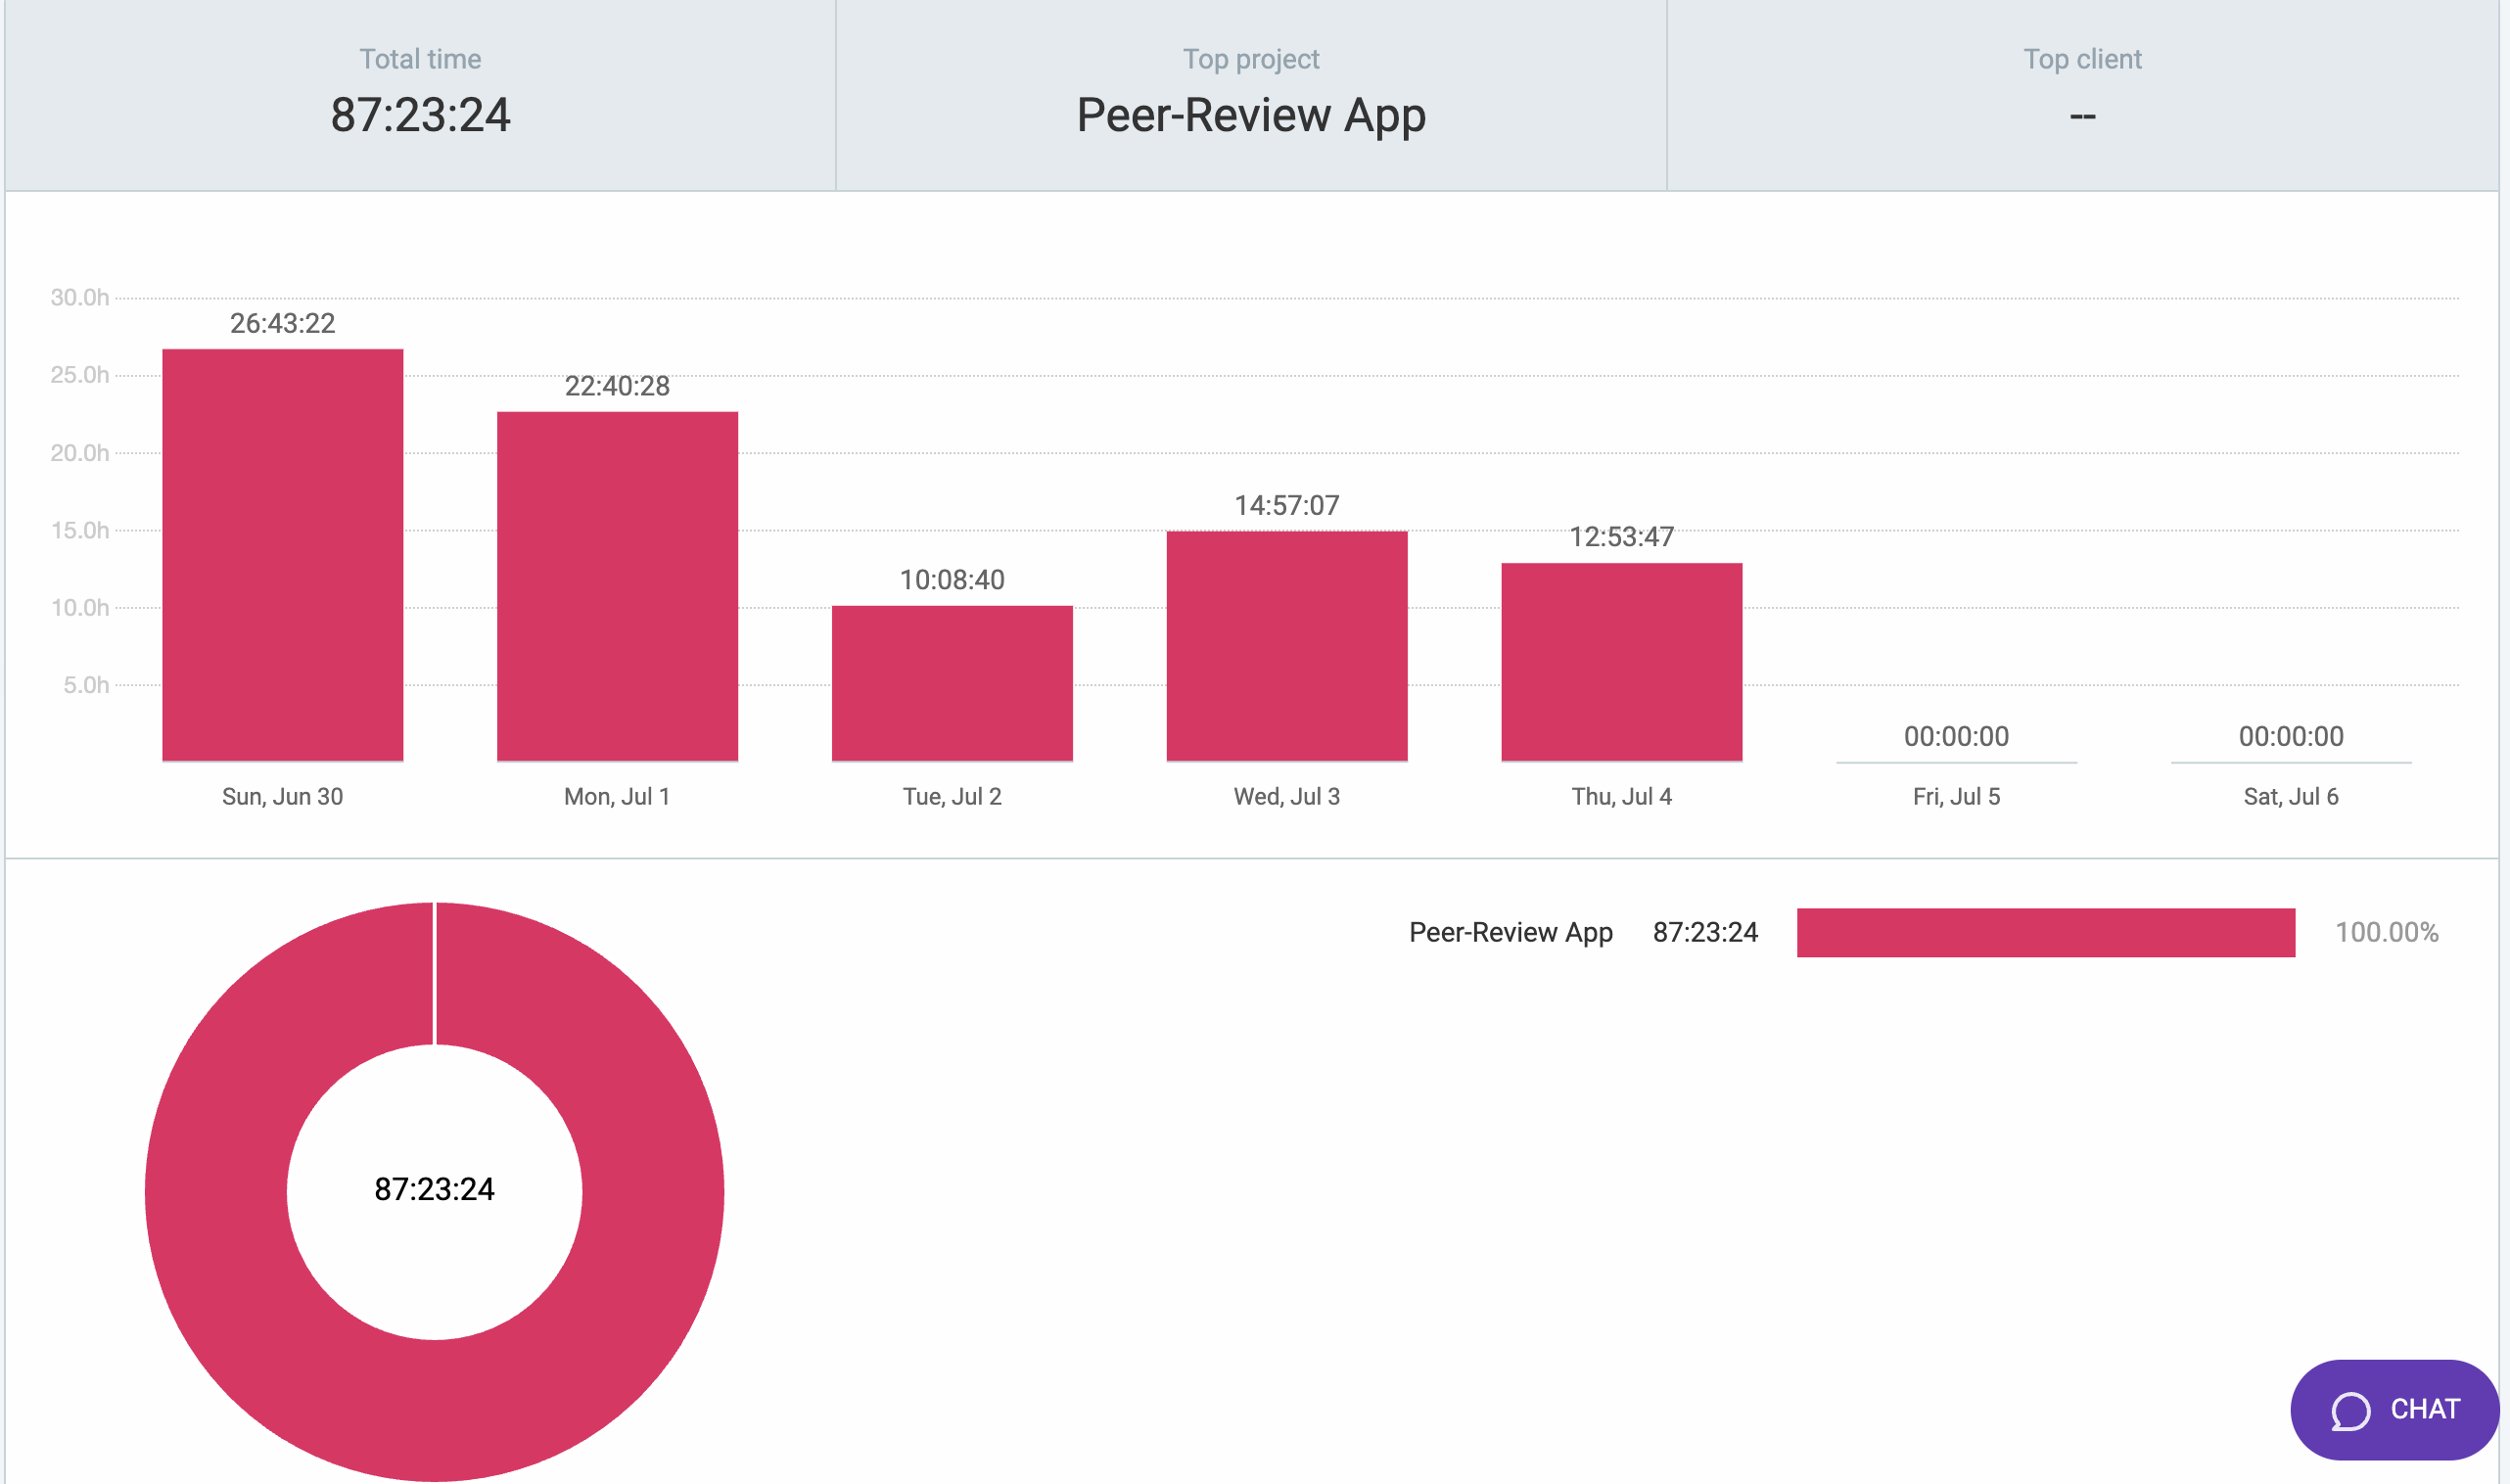 Total time
87:23:24
Top project
Peer-Review App
Top client
--
30.0h
25.0h
20.0h
15.0h
10.0h
5.0h
26:43:22
22:40:28
10:08:40
14:57:07
12:53:47
00:00:00
00:00:00
Sun, Jun 30
Mon, Jul 1
Tue, Jul 2
Wed, Jul 3
Thu, Jul 4
Fri, Jul 5
Sat, Jul 6
87:23:24
Peer-Review App 87:23:24 100.00%
CHAT